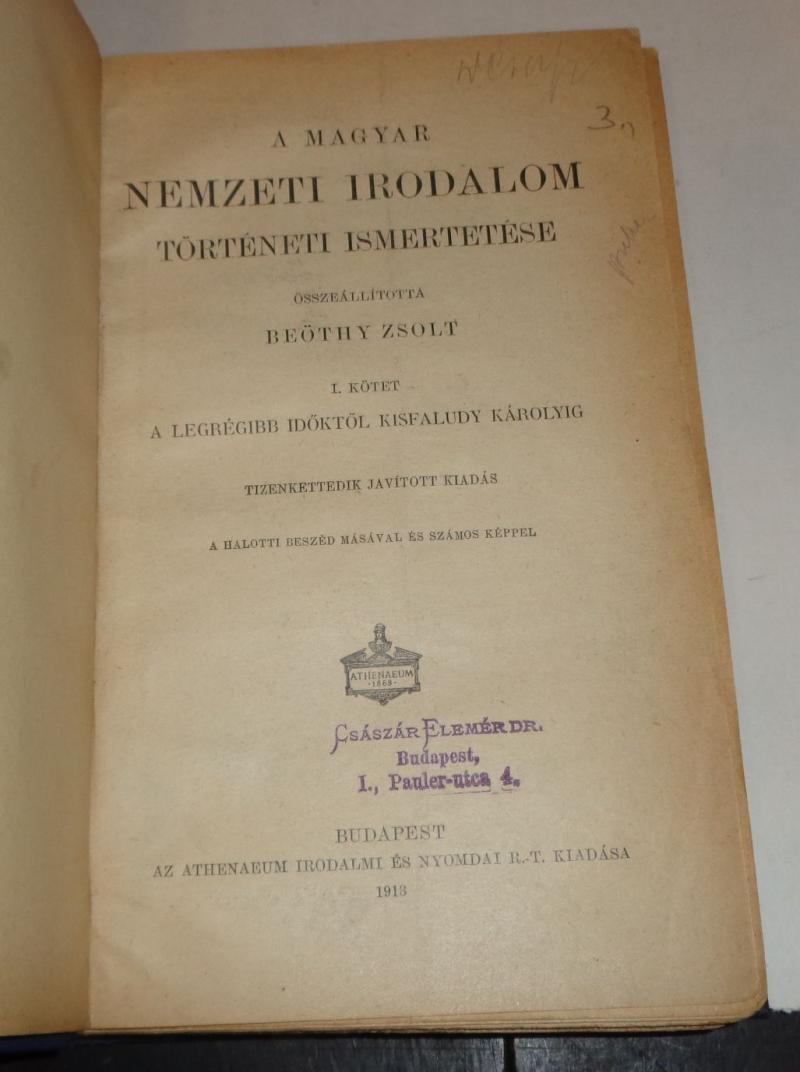 3.
A MAGYAR
NEMZETI IRODALOM
TÖRTÉNETI ISMERTETÉSE
ÖSSZEÁLLÍTOTTA
BEÖTHY ZSOLT
I. KÖTET
A LEGRÉGIBB IDŐKTŐL KISFALUDY KÁROLYIG
TIZENKETTEDIK JAVÍTOTT KIADÁS
A HALOTTI BESZÉD MÁSÁVAL ÉS SZÁMOS KÉPPEL
ATHENAEUM
·1868·
CSÁSZÁR ELEMÉR DR.
Budapest,
I., Pauler-utca 4.
BUDAPEST
AZ ATHENAEUM IRODALMI ÉS NYOMDAI R.-T. KIADÁSA
1913